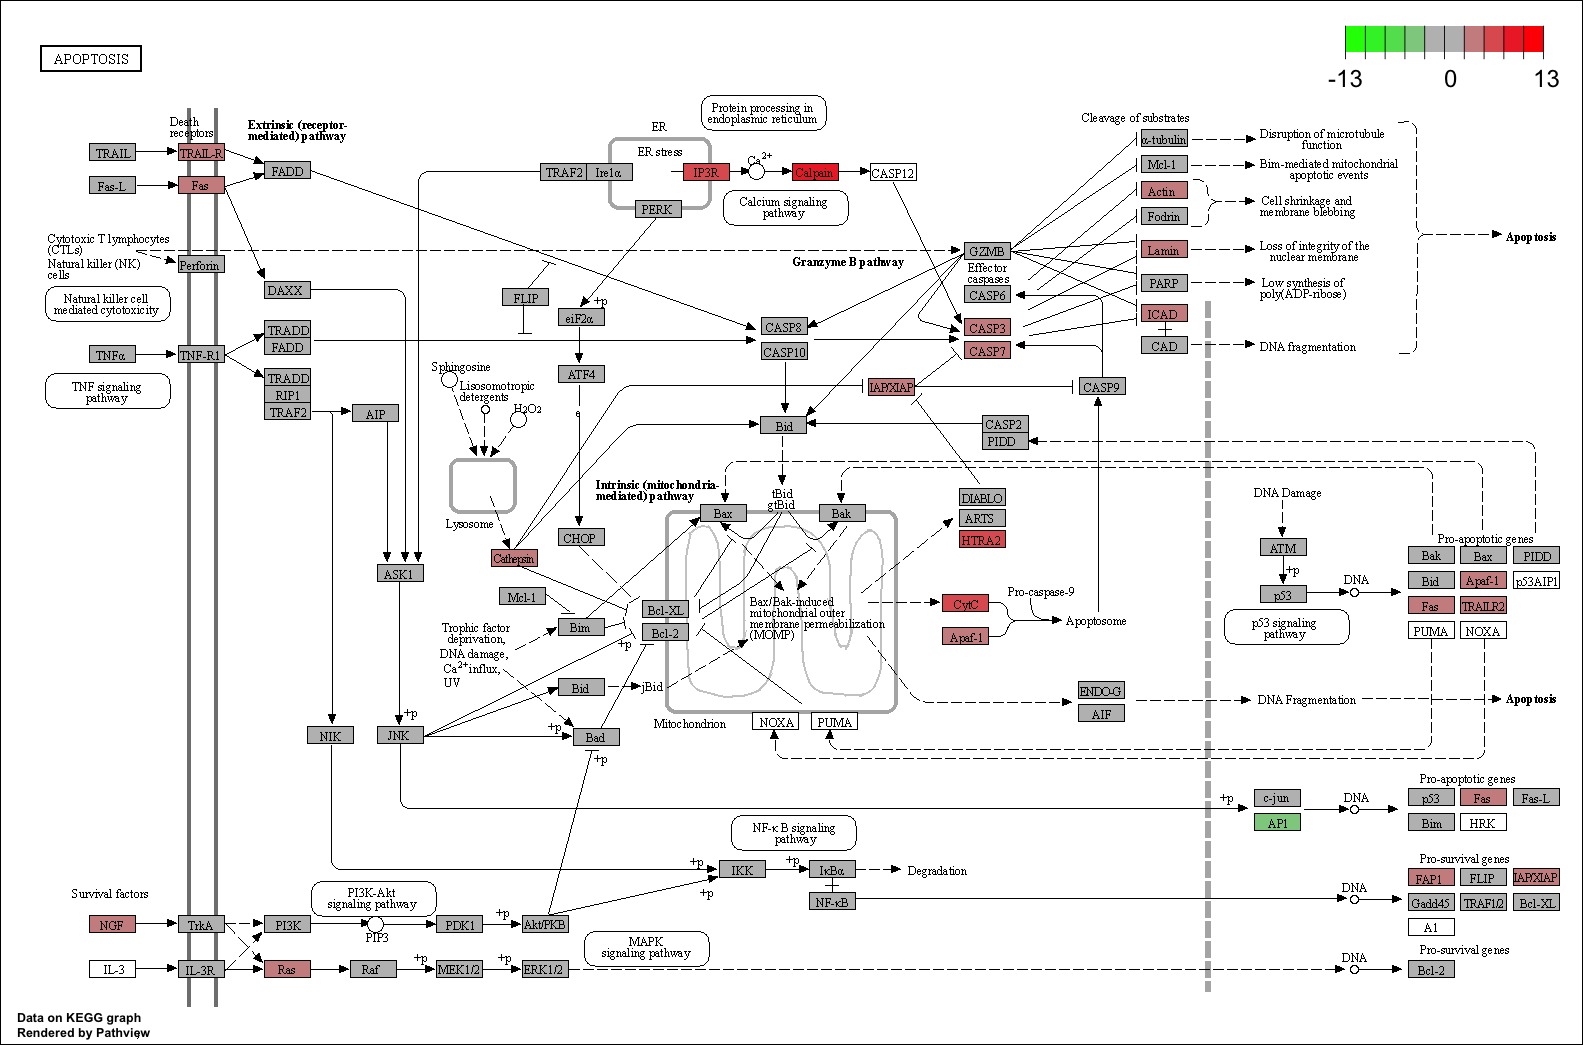 APOPTOSIS
-13 0 13
Protein processing in
endoplasmic reticulum
Death
receptors
Extrinsic (receptor-
mediated) pathway
ER
Cleavage of substrates
TRAIL
TRAIL-R
FADD
ER stress
Ca2+
α-tubulin
Disruption of microtubule
function
TRAF2
Ire1α
IP3R
Calpain
CASP12
Mcl-1
Bim-mediated mitochondrial
apoptotic events
Fas-L
Fas
PERK
Calcium signaling
pathway
Actin
Fodrin
Cell shrinkage and
membrane blebbing
Cytotoxic T lymphocytes
(CTLs)
Natural killer (NK)
cells
Perforin
Granzyme B pathway
GZMB
Lamin
Loss of integrity of the
nuclear membrane
Apoptosis
Effector
caspases
DAXX
FLIP
CASP6
PARP
Low synthesis of
poly(ADP-ribose)
Natural killer cell
mediated cytotoxicity
+p
eiF2α
ICAD
TRADD
FADD
CASP8
CASP3
TNFα
TNF-R1
CASP10
CASP7
CAD
DNA fragmentation
TNF signaling
pathway
TRADD
RIP1
TRAF2
AIP
Sphingosine
Lisosomotropic
detergents
H2O2
ATF4
e
IAP/XIAP
CASP9
Bid
CASP2
PIDD
Intrinsic (mitochondria-
mediated) pathway
tBid
gtBid
DIABLO
ARTS
HTRA2
DNA Damage
Lysosome
Bax
Bak
CHOP
Cathepsin
ATM
+p
p53
DNA
Pro-apoptotic genes
Bak
Bax
PIDD
Bid
Apaf-1
p53AIP1
Fas
TRAILR2
PUMA
NOXA
ASK1
Mcl-1
Bim
Bcl-XL
Bcl-2
+p
Bax/Bak-induced
mitochondrial outer
membrane permeabilization
(MOMP)
CytC
Apaf-1
Pro-caspase-9
Apoptosome
p53 signaling
pathway
Trophic factor
deprivation,
DNA damage,
Ca2+influx,
UV
Bid
jBid
ENDO-G
AIF
DNA Fragmentation
Apoptosis
Mitochondrion
NOXA
PUMA
NIK
+p
JNK
+p
Bad
+p
+p
c-jun
AP1
DNA
Pro-apoptotic genes
p53
Fas
Fas-L
Bim
HRK
NF-κB signaling
pathway
+p
IKK
+p
IκBα
Degradation
+p
NF-κB
DNA
Pro-survival genes
FAP1
FLIP
IAP/XIAP
Gadd45
TRAF1/2
Bcl-XL
A1
Survival factors
PI3K-Akt
signaling pathway
NGF
TrkA
PI3K
PIP3
PDK1
+p
Akt/PKB
MAPK
signaling pathway
IL-3
IL-3R
Ras
Raf
+p
MEK1/2
+p
ERK1/2
DNA
Pro-survival genes
Bcl-2
Data on KEGG graph
Rendered by Pathview